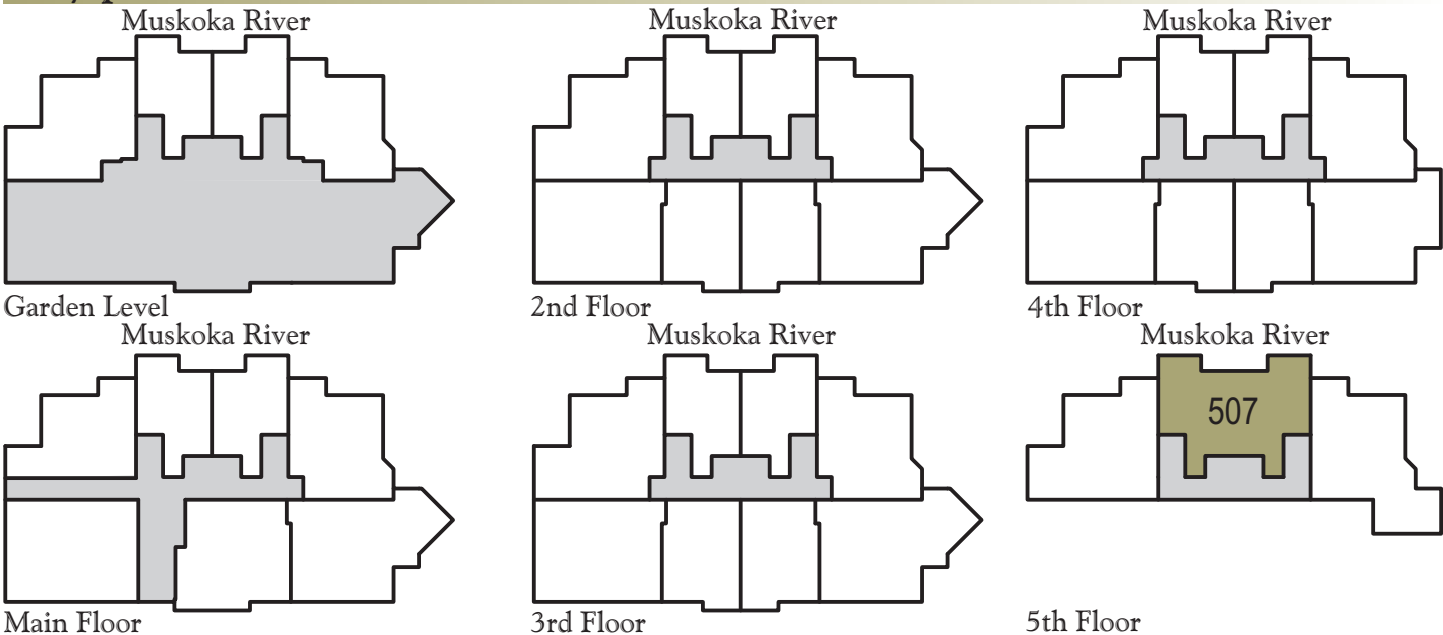 Muskoka River
Muskoka River
Muskoka River
Garden Level
2nd Floor
4th Floor
Muskoka River
Muskoka River
Muskoka River
507
Main Floor
3rd Floor
5th Floor